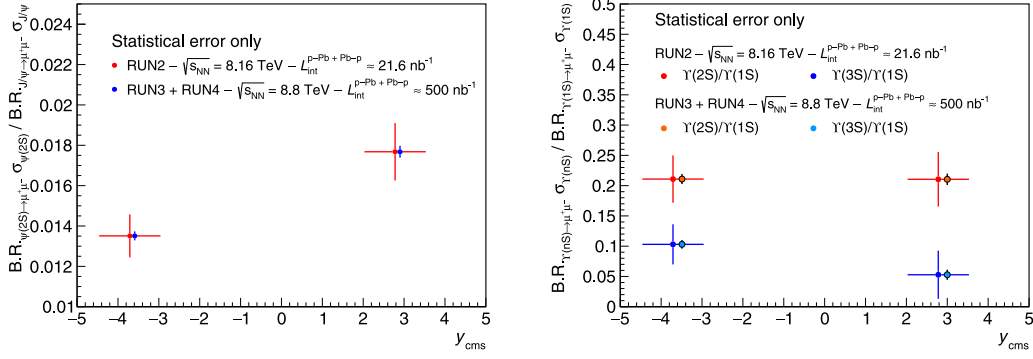 B.R.ψ(2S)→μ⁺μ⁻ σψ(2S) / B.R.J/ψ→μ⁺μ⁻ σJ/ψ
0.024
0.022
0.02
0.018
0.016
0.014
0.012
0.01
Statistical error only
RUN2 − √sNN = 8.16 TeV − L int p−Pb + Pb−p ≈ 21.6 nb⁻¹
RUN3 + RUN4 − √sNN = 8.8 TeV − L int p−Pb + Pb−p ≈ 500 nb⁻¹
−5 −4 −3 −2 −1 0 1 2 3 4 5
ycms
B.R.ϒ(nS)→μ⁺μ⁻ σϒ(nS) / B.R.ϒ(1S)→μ⁺μ⁻ σϒ(1S)
0.5
0.45
0.4
0.35
0.3
0.25
0.2
0.15
0.1
0.05
0
Statistical error only
RUN2 − √sNN = 8.16 TeV − L int p−Pb + Pb−p ≈ 21.6 nb⁻¹
ϒ(2S)/ϒ(1S) ϒ(3S)/ϒ(1S)
RUN3 + RUN4 − √sNN = 8.8 TeV − L int p−Pb + Pb−p ≈ 500 nb⁻¹
ϒ(2S)/ϒ(1S) ϒ(3S)/ϒ(1S)
−5 −4 −3 −2 −1 0 1 2 3 4 5
ycms